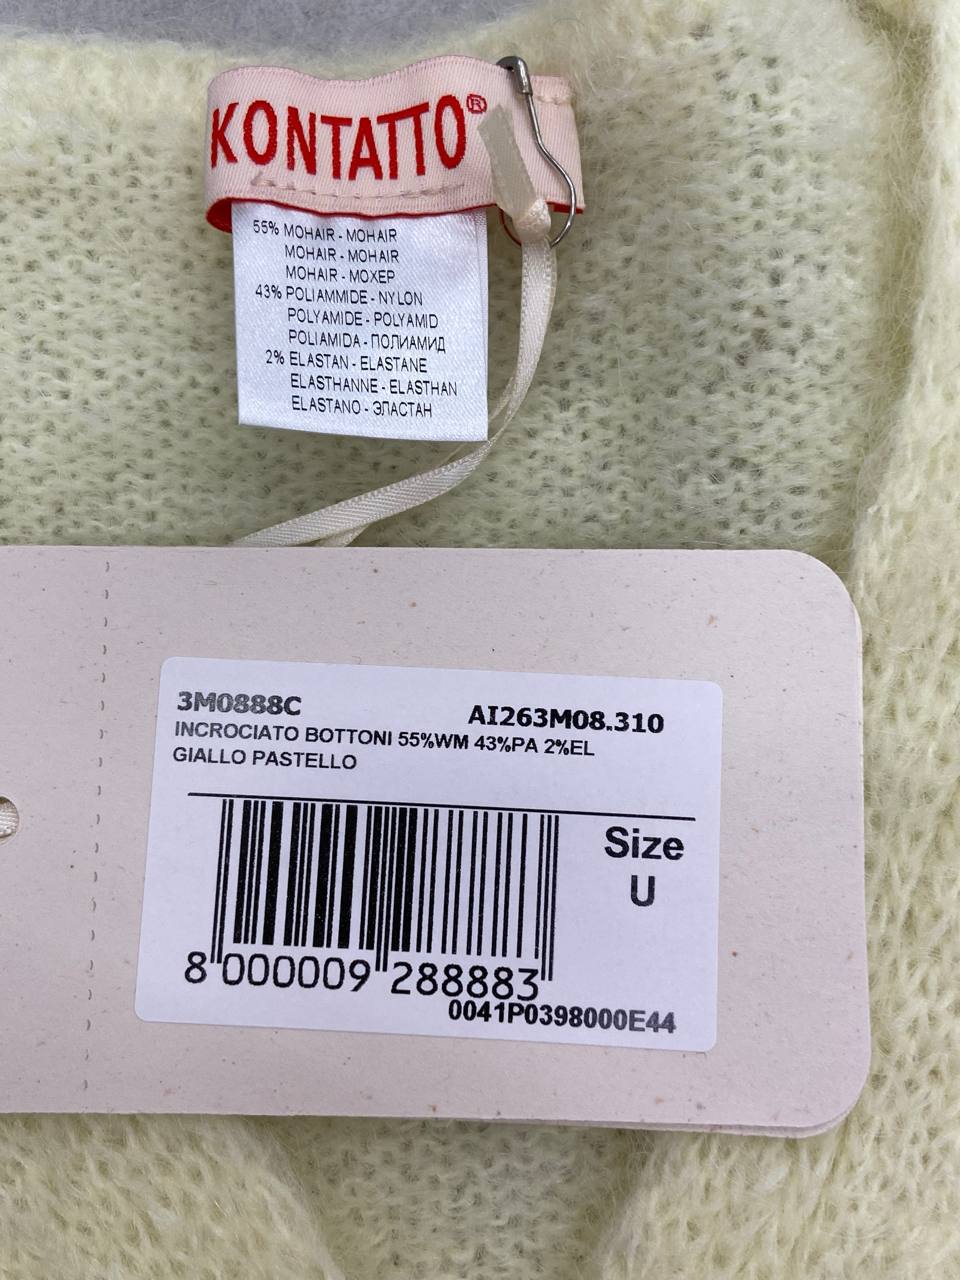 KONTATTO®
55% MOHAIR - MOHAIR
MOHAIR - MOHAIR
MOHAIR - МОХЕР
43% POLIAMMIDE - NYLON
POLYAMIDE - POLYAMID
POLIAMIDA - ПОЛИАМИД
2% ELASTAN - ELASTANE
ELASTHANNE - ELASTHAN
ELASTANO - ЭЛАСТАН
3M0888C
AI263M08.310
INCROCIATO BOTTONI 55%WM 43%PA 2%EL
GIALLO PASTELLO
Size
U
8 000009 288883
0041P0398000E44